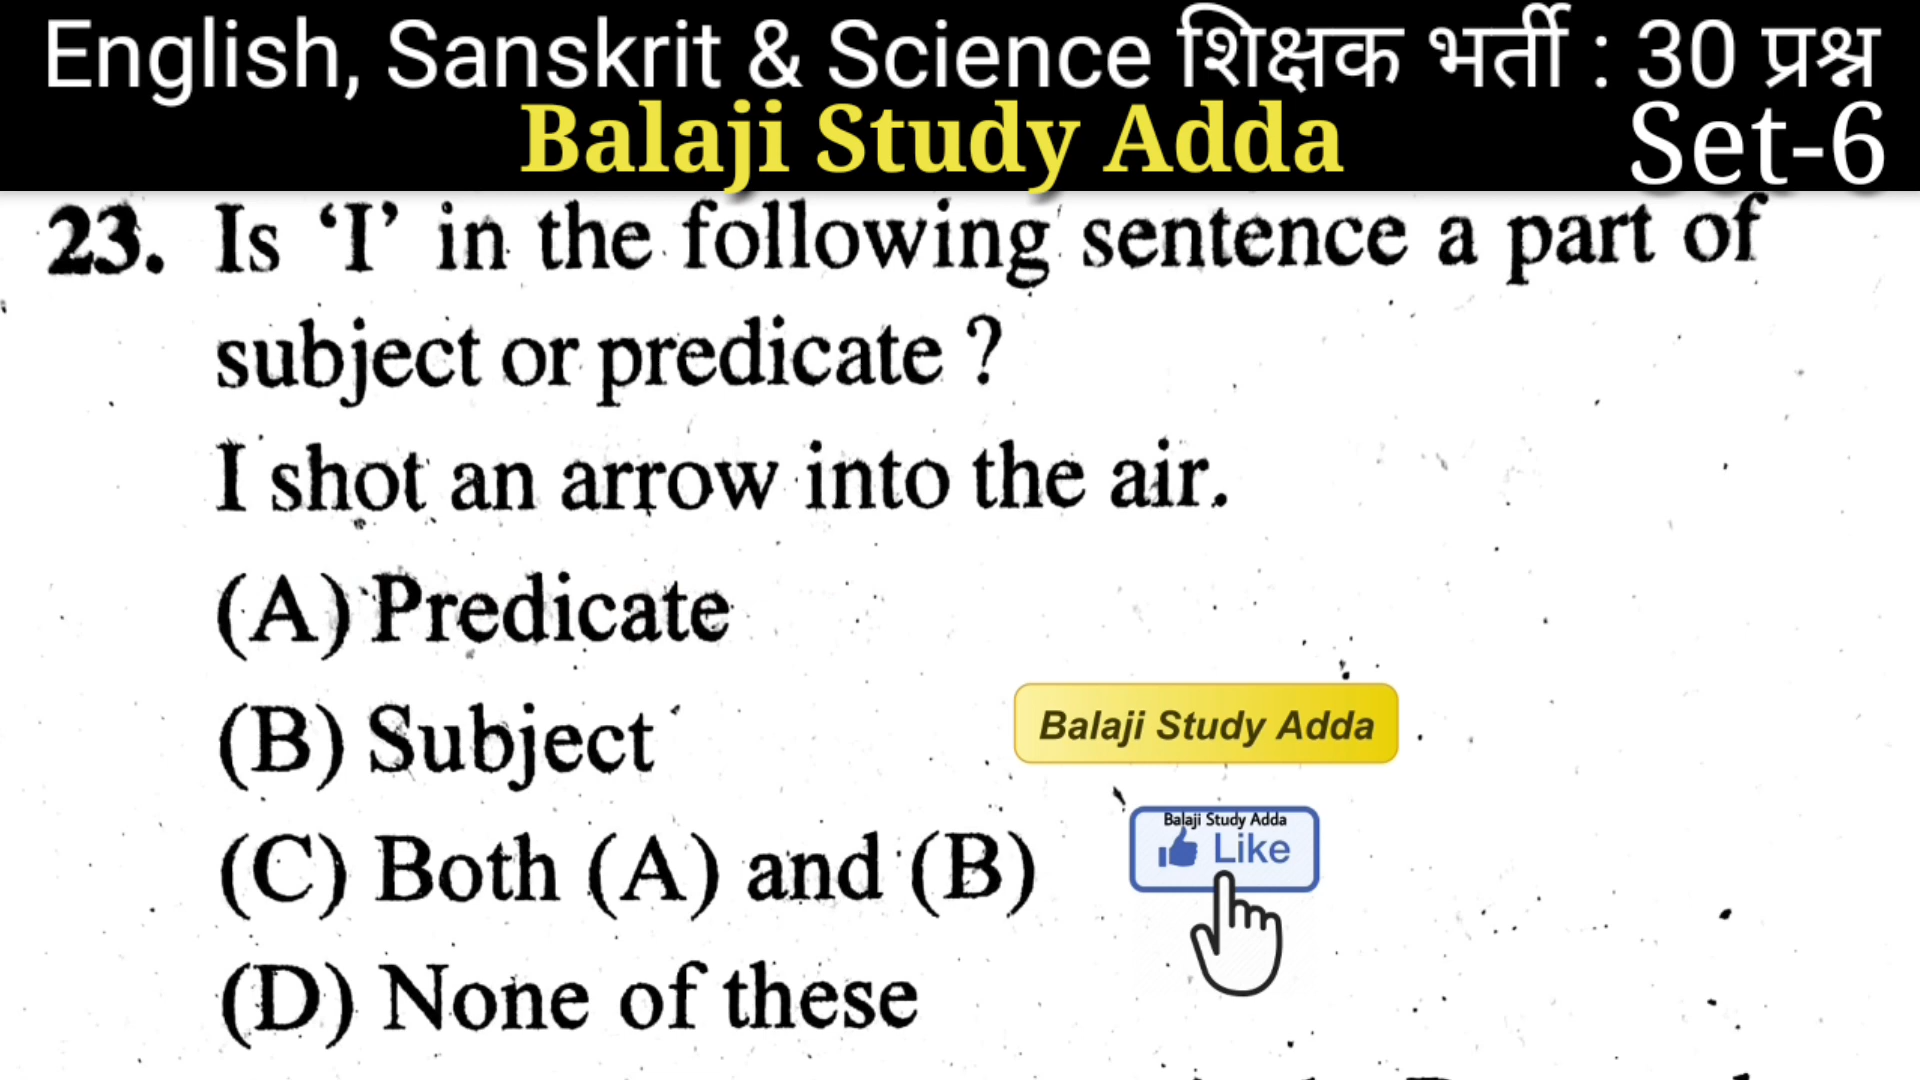 English, Sanskrit & Science शिक्षक भर्ती : 30 प्रश्न
Balaji Study Adda Set-6
23. Is ‘I’ in the following sentence a part of
subject or predicate ?
I shot an arrow into the air.
(A) Predicate
(B) Subject
Balaji Study Adda
(C) Both (A) and (B)
Balaji Study Adda
Like
(D) None of these